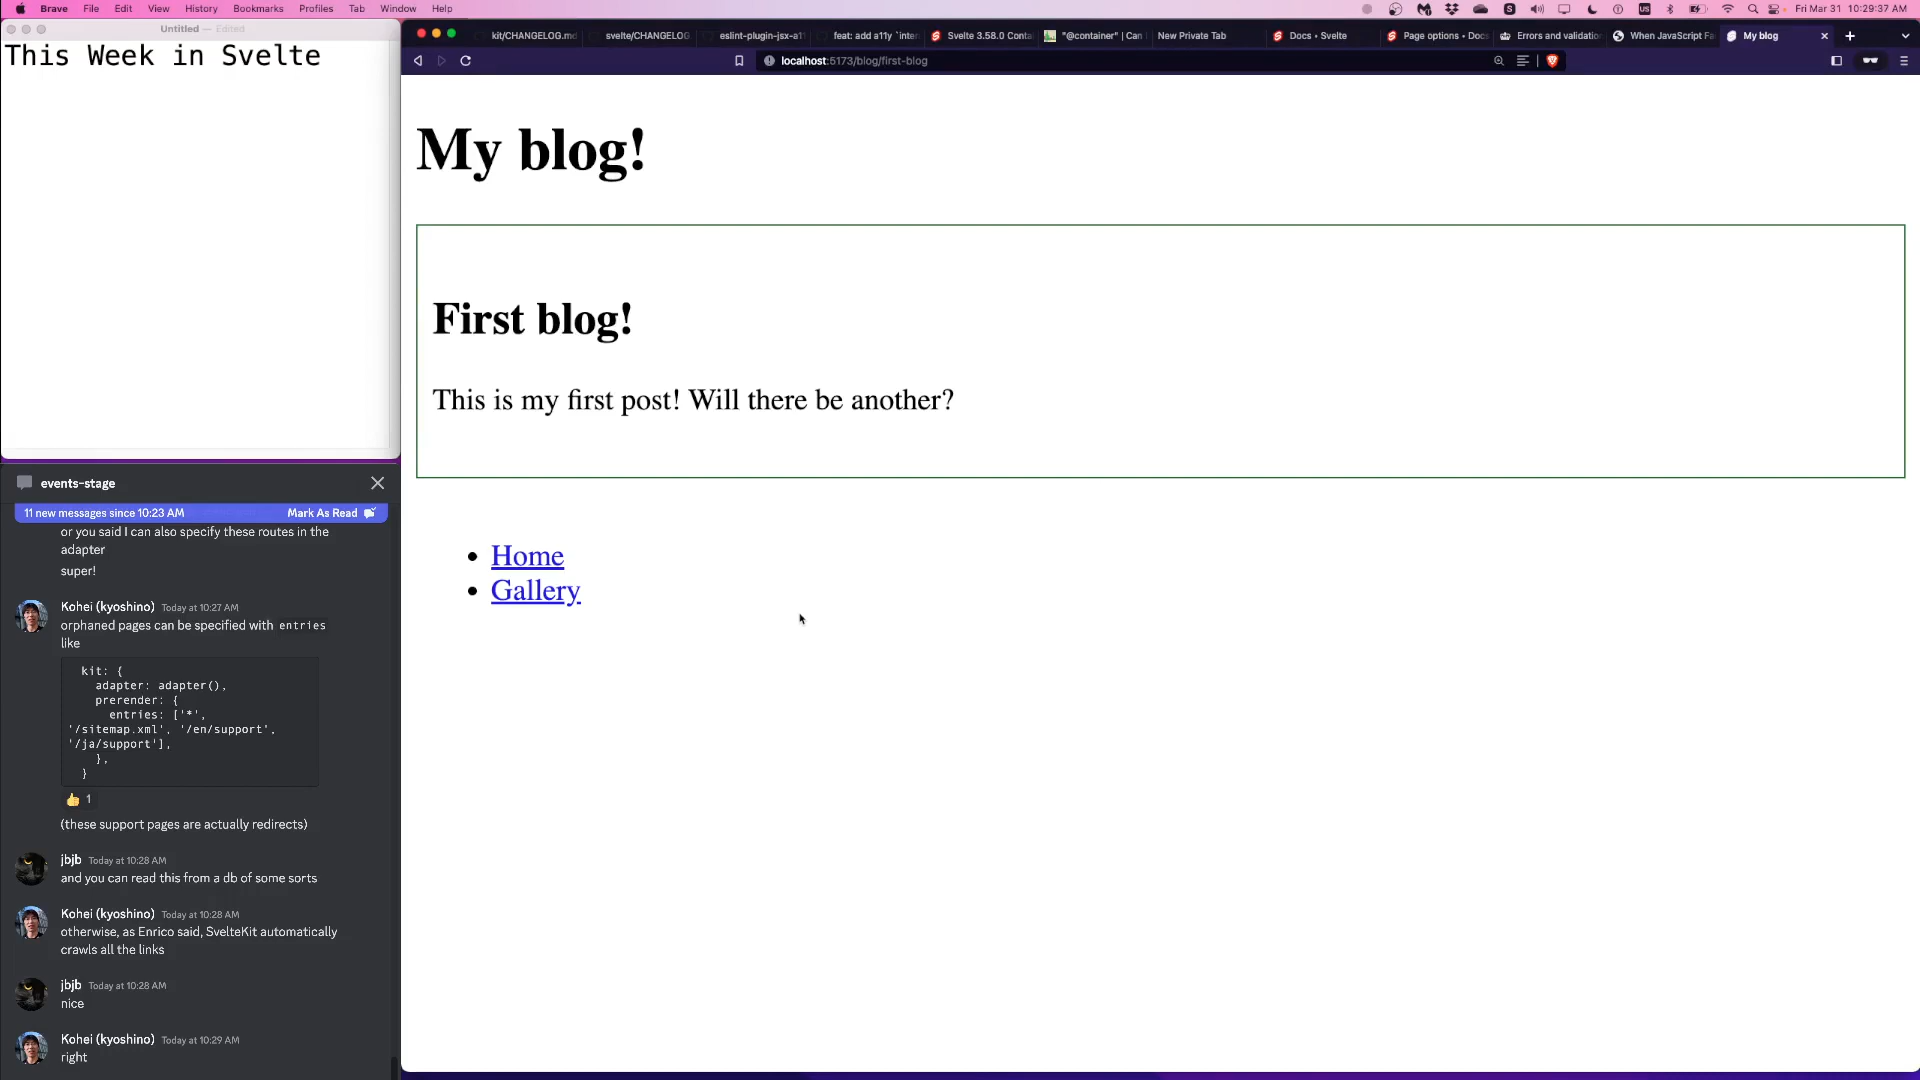 Brave File Edit View History Bookmarks Profiles Tab Window Help
Fri Mar 31 10:29:37 AM
Untitled — Edited
This Week in Svelte
kit/CHANGELOG.md
svelte/CHANGELOG
eslint-plugin-jsx-a11
feat: add a11y `inter
Svelte 3.58.0 Conta
"@container" | Can
New Private Tab
Docs • Svelte
Page options • Docs
Errors and validation
When JavaScript Fa
My blog
localhost:5173/blog/first-blog
My blog!
First blog!
This is my first post! Will there be another?
Home
Gallery
events-stage
11 new messages since 10:23 AM Mark As Read
or you said I can also specify these routes in the
adapter
super!
Kohei (kyoshino) Today at 10:27 AM
orphaned pages can be specified with entries
like
kit: {
adapter: adapter(),
prerender: {
entries: ['*',
'/sitemap.xml', '/en/support',
'/ja/support'],
},
}
1
(these support pages are actually redirects)
jbjb Today at 10:28 AM
and you can read this from a db of some sorts
Kohei (kyoshino) Today at 10:28 AM
otherwise, as Enrico said, SvelteKit automatically
crawls all the links
jbjb Today at 10:28 AM
nice
Kohei (kyoshino) Today at 10:29 AM
right